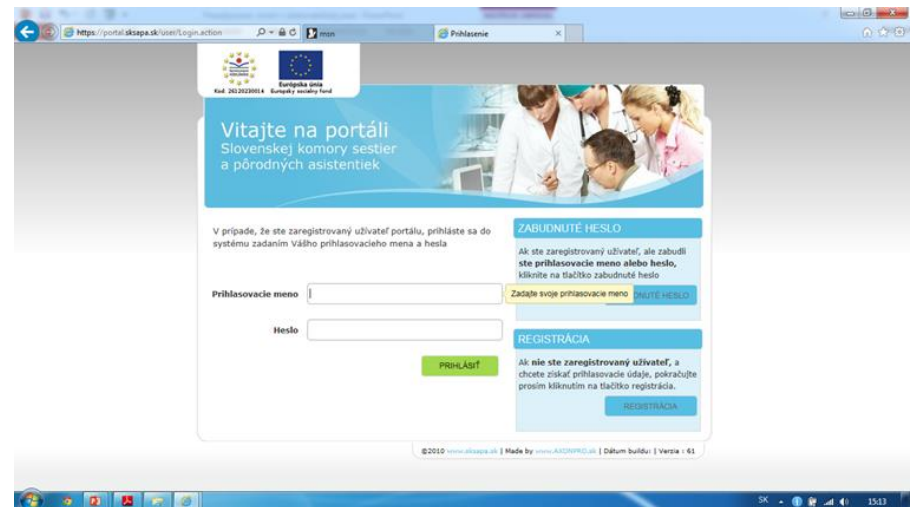 https://portal.sksapa.sk/user/Login.action
msn
Prihlasenie
Európska únia
Kód 26120230014 Európsky sociálny fond
Vitajte na portáli
Slovenskej komory sestier
a pôrodných asistentiek
V prípade, že ste zaregistrovaný užívateľ portálu, prihláste sa do
systému zadaním Vášho prihlasovacieho mena a hesla
Prihlasovacie meno
Heslo
PRIHLÁSIŤ
ZABUDNUTÉ HESLO
Ak ste zaregistrovaný užívateľ, ale zabudli
ste prihlasovacie meno alebo heslo,
kliknite na tlačítko zabudnuté heslo
Zadajte svoje prihlasovacie meno
DNUTÉ HESLO
REGISTRÁCIA
Ak nie ste zaregistrovaný užívateľ, a
chcete získať prihlasovacie údaje, pokračujte
prosím kliknutím na tlačítko registrácia.
REGISTRÁCIA
©2010 www.sksapa.sk | Made by www.AXONPRO.sk | Dátum buildu: | Verzia : 61
SK
15:13